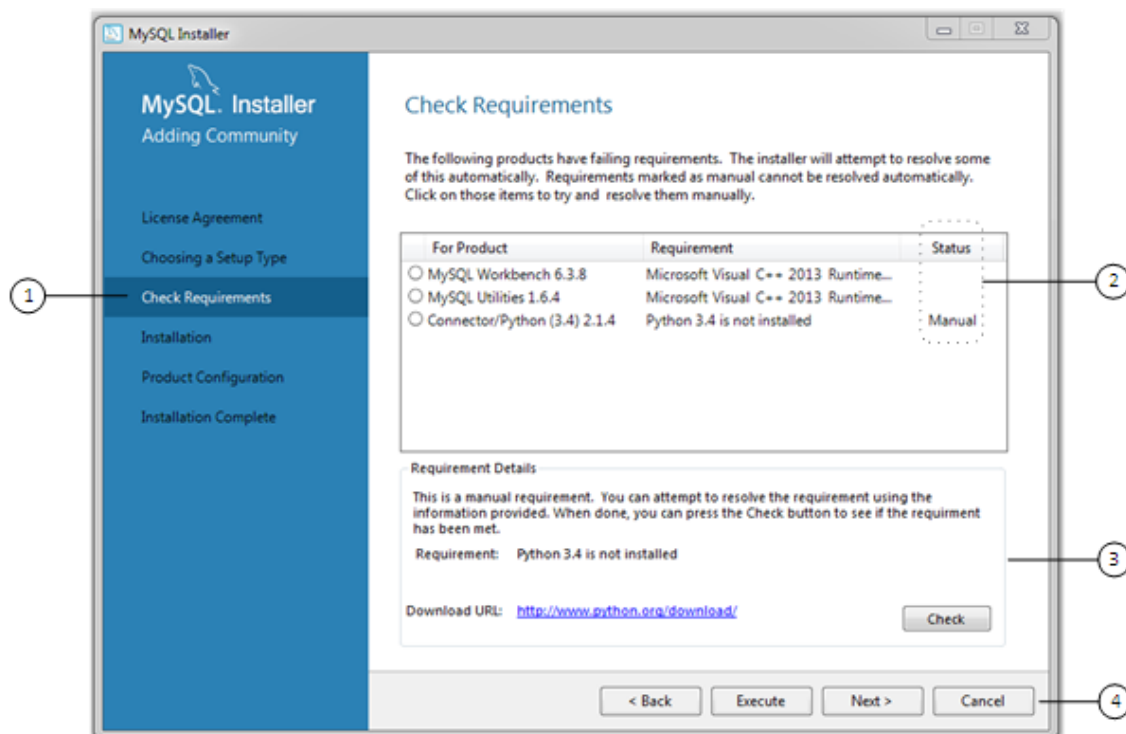 MySQL Installer
MySQL. Installer
Adding Community
License Agreement
Choosing a Setup Type
Check Requirements
Installation
Product Configuration
Installation Complete
1
Check Requirements
The following products have failing requirements. The installer will attempt to resolve some
of this automatically. Requirements marked as manual cannot be resolved automatically.
Click on those items to try and resolve them manually.
For Product Requirement Status
MySQL Workbench 6.3.8 Microsoft Visual C++ 2013 Runtime...
MySQL Utilities 1.6.4 Microsoft Visual C++ 2013 Runtime...
Connector/Python (3.4) 2.1.4 Python 3.4 is not installed Manual
2
Requirement Details
This is a manual requirement. You can attempt to resolve the requirement using the
information provided. When done, you can press the Check button to see if the requirment
has been met.
Requirement: Python 3.4 is not installed
3
Download URL: http://www.python.org/download/
Check
< Back Execute Next > Cancel
4